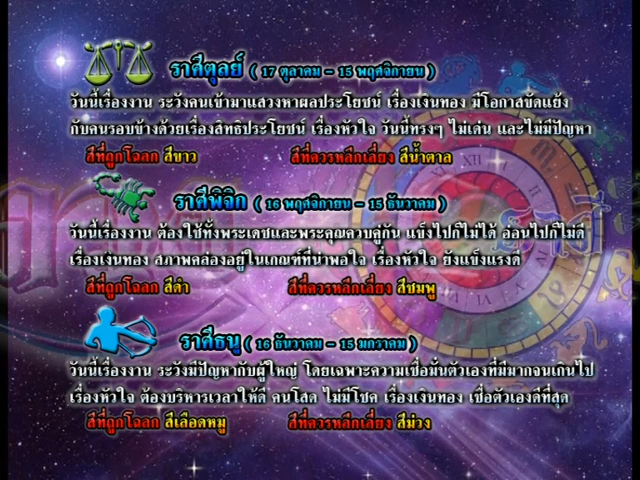 ราศีตุลย์ ( 17 ตุลาคม - 15 พฤศจิกายน )
วันนี้เรื่องงาน ระวังคนเข้ามาแสวงหาผลประโยชน์ เรื่องเงินทอง มีโอกาสขัดแย้ง
กับคนรอบข้างด้วยเรื่องสิทธิประโยชน์ เรื่องหัวใจ วันนี้ทรงๆ ไม่เด่น และไม่มีปัญหา
สีที่ถูกโฉลก สีขาว สีที่ควรหลีกเลี่ยง สีน้ำตาล
ราศีพิจิก ( 16 พฤศจิกายน - 15 ธันวาคม )
วันนี้เรื่องงาน ต้องใช้ทั้งพระเดชและพระคุณควบคู่กัน แข็งไปก็ไม่ได้ อ่อนไปก็ไม่ดี
เรื่องเงินทอง สภาพคล่องอยู่ในเกณฑ์ที่น่าพอใจ เรื่องหัวใจ ยังแข็งแรงดี
สีที่ถูกโฉลก สีดำ สีที่ควรหลีกเลี่ยง สีชมพู
ราศีธนู ( 16 ธันวาคม - 15 มกราคม )
วันนี้เรื่องงาน ระวังมีปัญหากับผู้ใหญ่ โดยเฉพาะความเชื่อมั่นตัวเองที่มีมากจนเกินไป
เรื่องหัวใจ ต้องบริหารเวลาให้ดี คนโสด ไม่มีโชค เรื่องเงินทอง เชื่อตัวเองดีที่สุด
สีที่ถูกโฉลก สีเลือดหมู สีที่ควรหลีกเลี่ยง สีม่วง